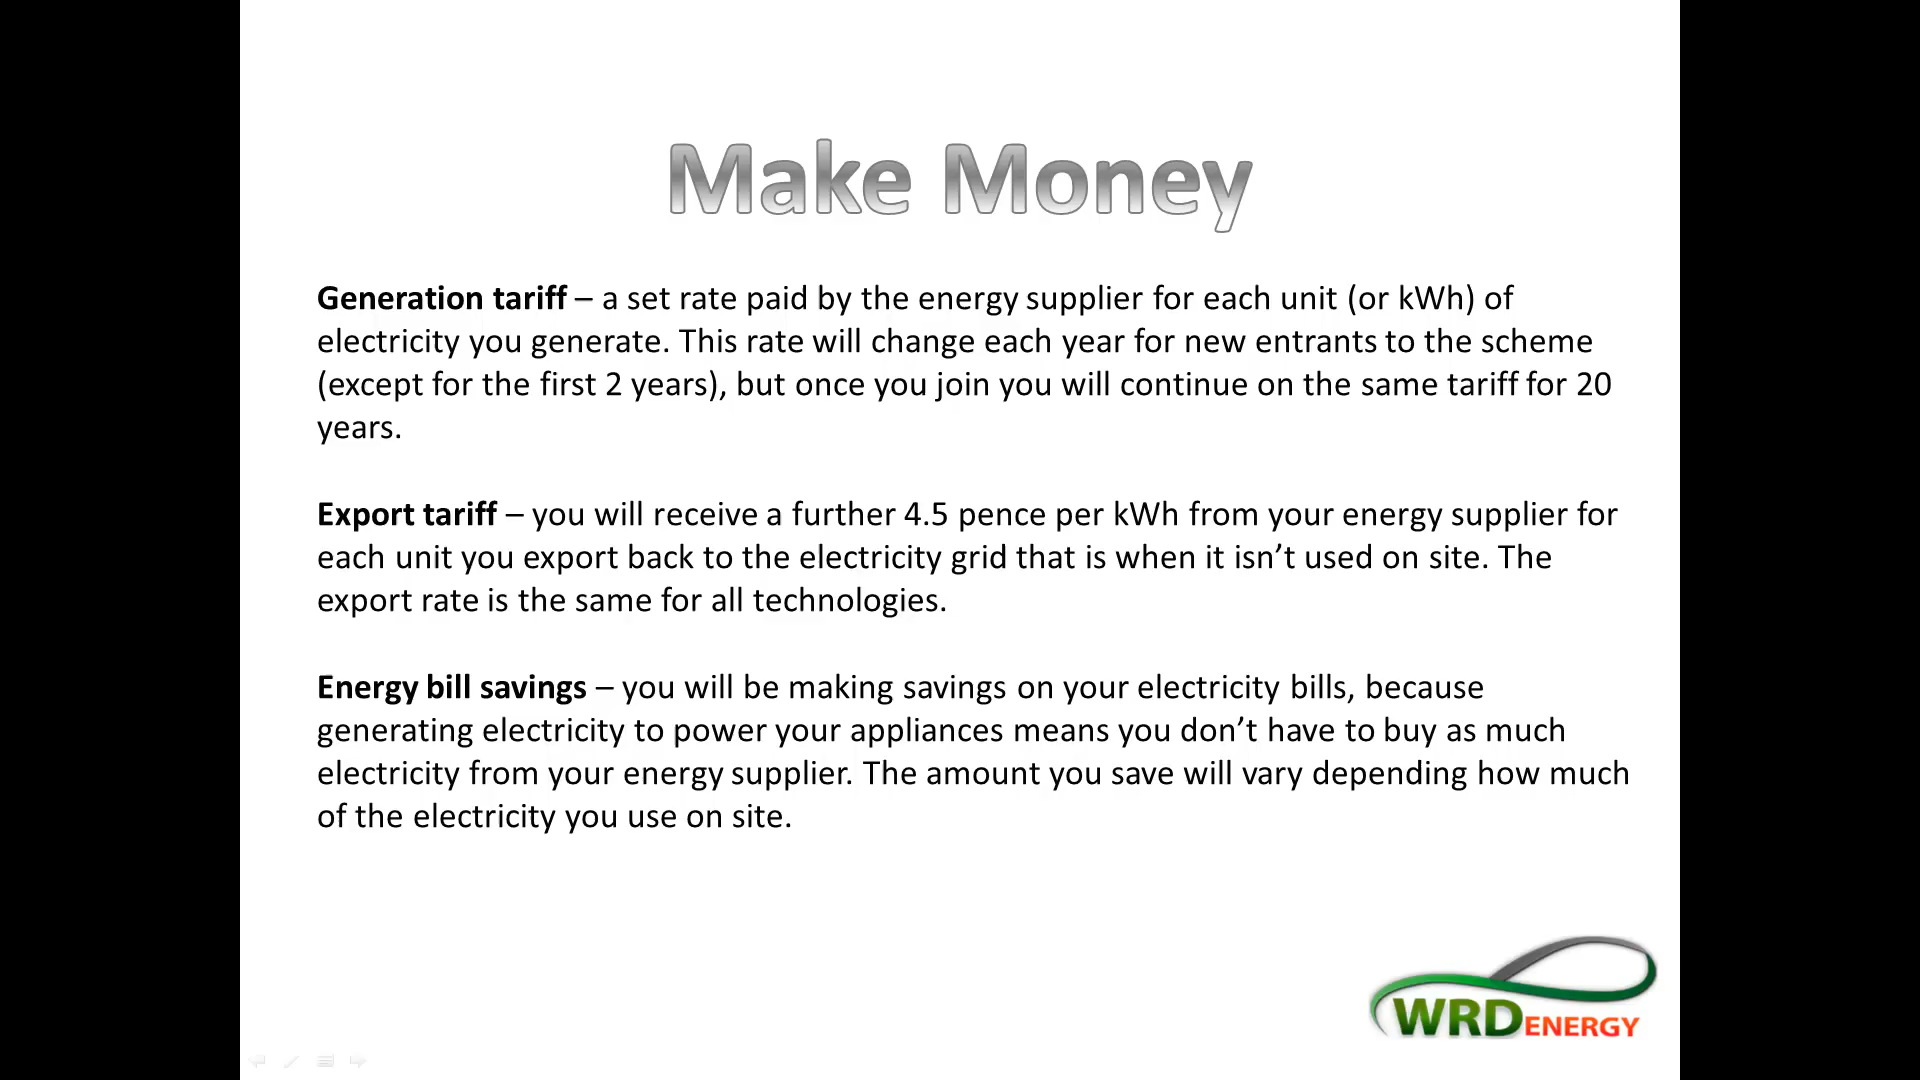 Make Money
Generation tariff – a set rate paid by the energy supplier for each unit (or kWh) of
electricity you generate. This rate will change each year for new entrants to the scheme
(except for the first 2 years), but once you join you will continue on the same tariff for 20
years.
Export tariff – you will receive a further 4.5 pence per kWh from your energy supplier for
each unit you export back to the electricity grid that is when it isn’t used on site. The
export rate is the same for all technologies.
Energy bill savings – you will be making savings on your electricity bills, because
generating electricity to power your appliances means you don’t have to buy as much
electricity from your energy supplier. The amount you save will vary depending how much
of the electricity you use on site.
WRD ENERGY